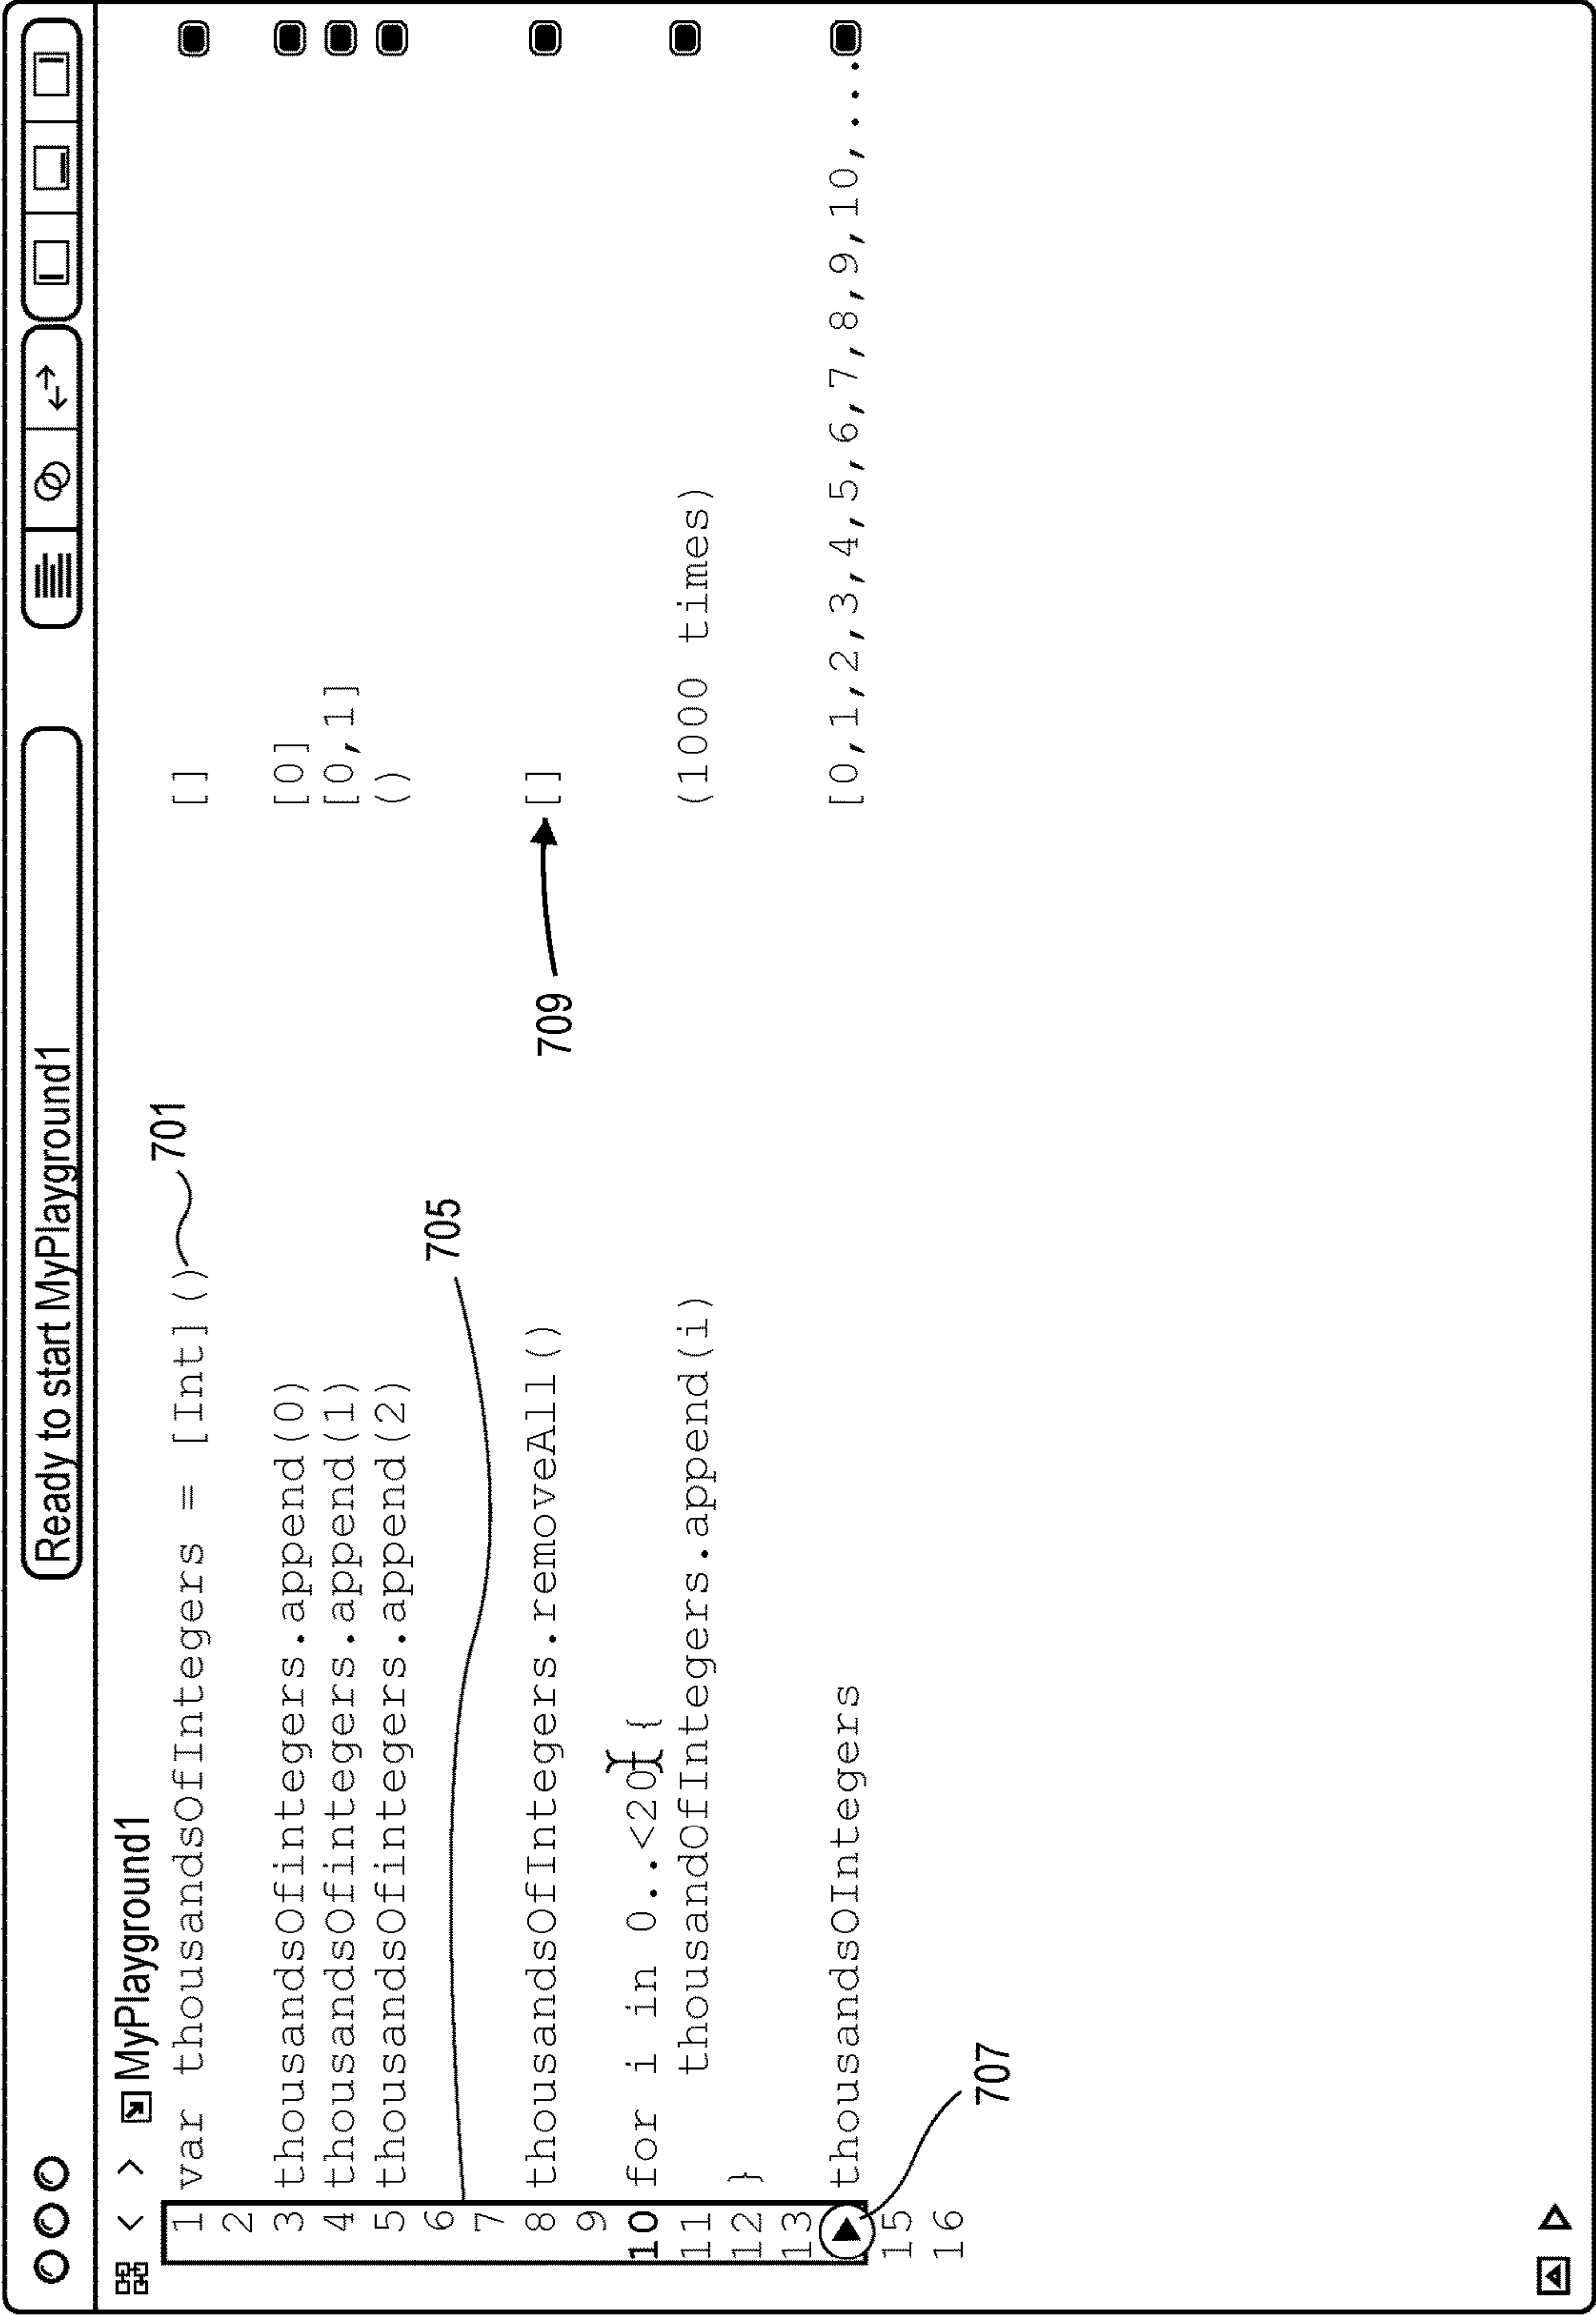 Ready to start MyPlayground1
< > MyPlayground1
1 var thousandsOfIntegers = [Int]() 701 []
2
3 thousandsOfintegers.append(0) [0]
4 thousandsOfintegers.append(1) [0,1]
5 thousandsOfintegers.append(2) ()
6 705
7
8 thousandsOfIntegers.removeAll() 709 []
9
10 for i in 0..<20 {
11 thousandOfIntegers.append(i) (1000 times)
12 }
13
thousandsOIntegers [0,1,2,3,4,5,6,7,8,9,10,...
15
16
707